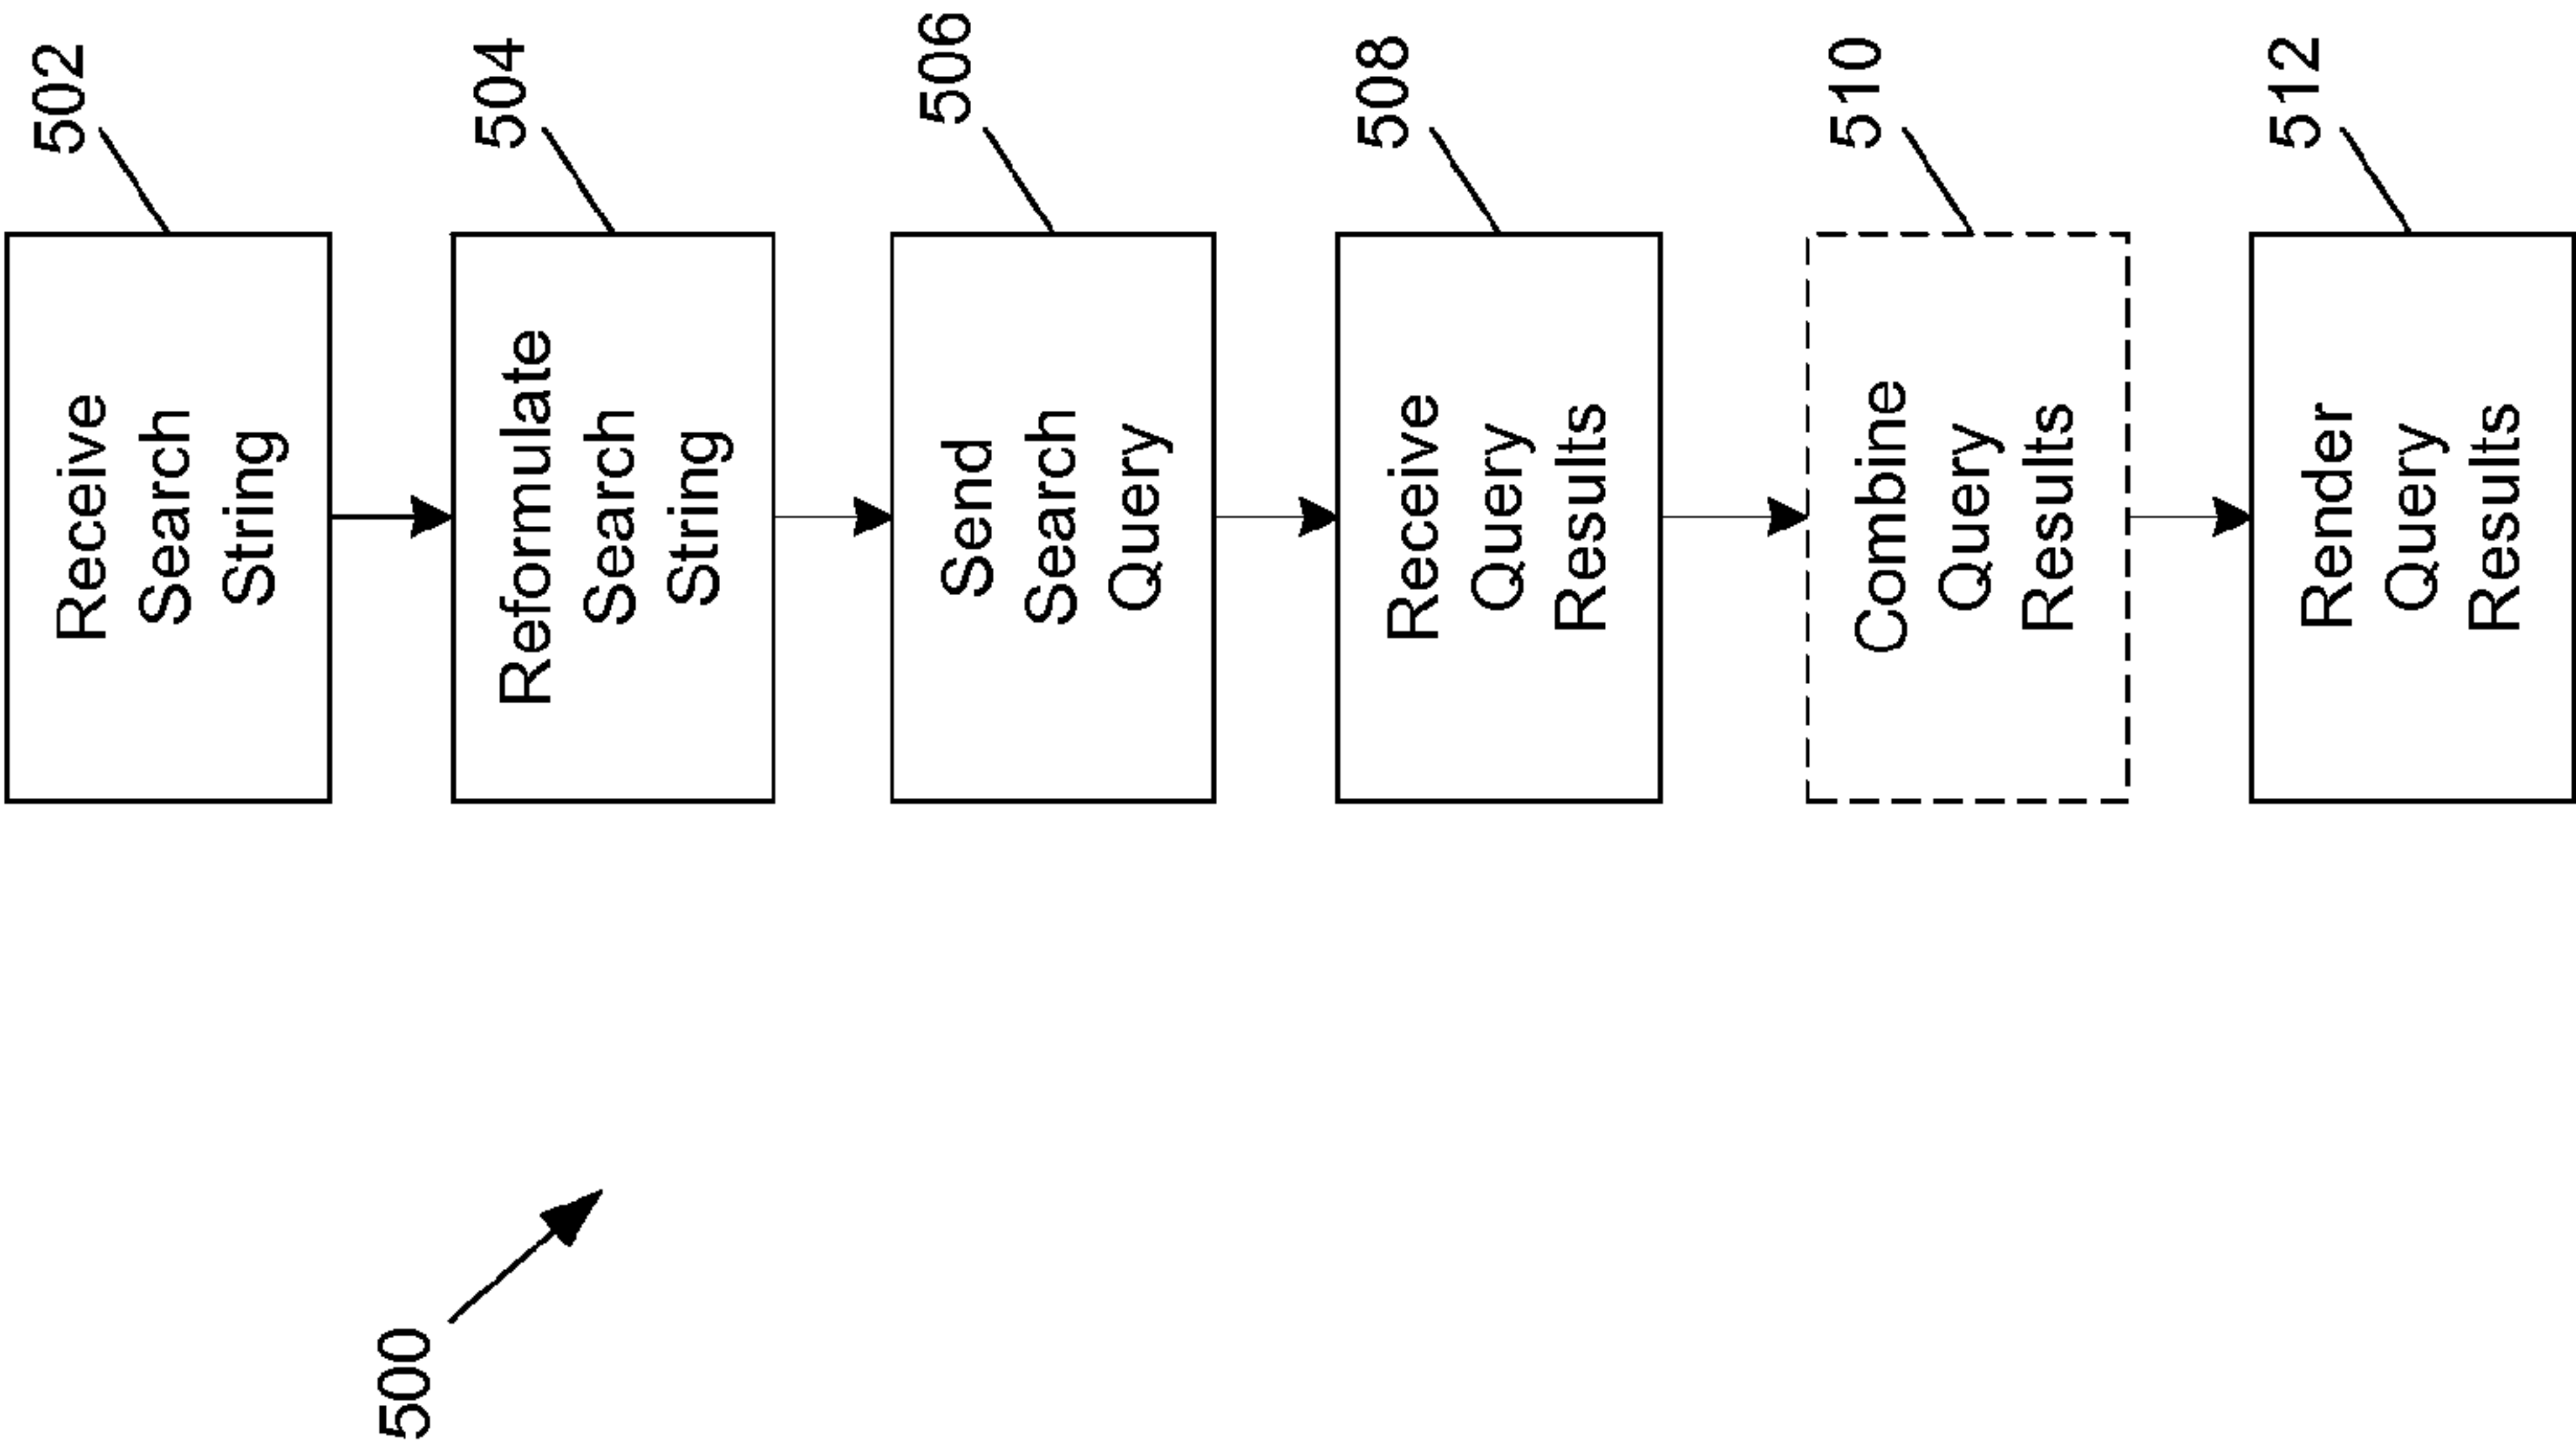 500
502
Receive
Search
String
504
Reformulate
Search
String
506
Send
Search
Query
508
Receive
Query
Results
510
Combine
Query
Results
512
Render
Query
Results